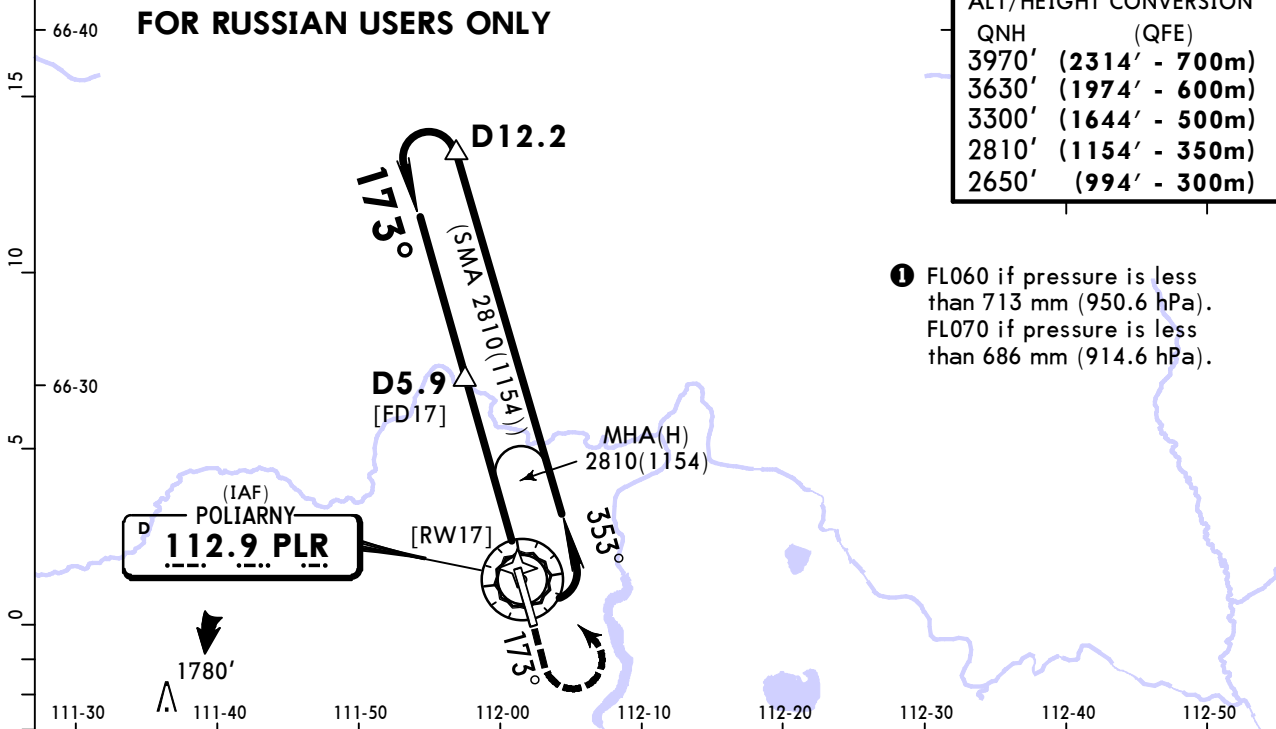 FOR RUSSIAN USERS ONLY
ALT/HEIGHT CONVERSION
QNH (QFE)
3970' (2314' - 700m)
3630' (1974' - 600m)
3300' (1644' - 500m)
2810' (1154' - 350m)
2650' (994' - 300m)
❶ FL060 if pressure is less
than 713 mm (950.6 hPa).
FL070 if pressure is less
than 686 mm (914.6 hPa).
66-40
15
10
66-30
5
0
D12.2
173°
(SMA 2810(1154))
D5.9
[FD17]
MHA(H)
2810(1154)
353°
(IAF)
POLIARNY
D 112.9 PLR
[RW17]
173°
1780'
111-30 111-40 111-50 112-00 112-10 112-20 112-30 112-40 112-50